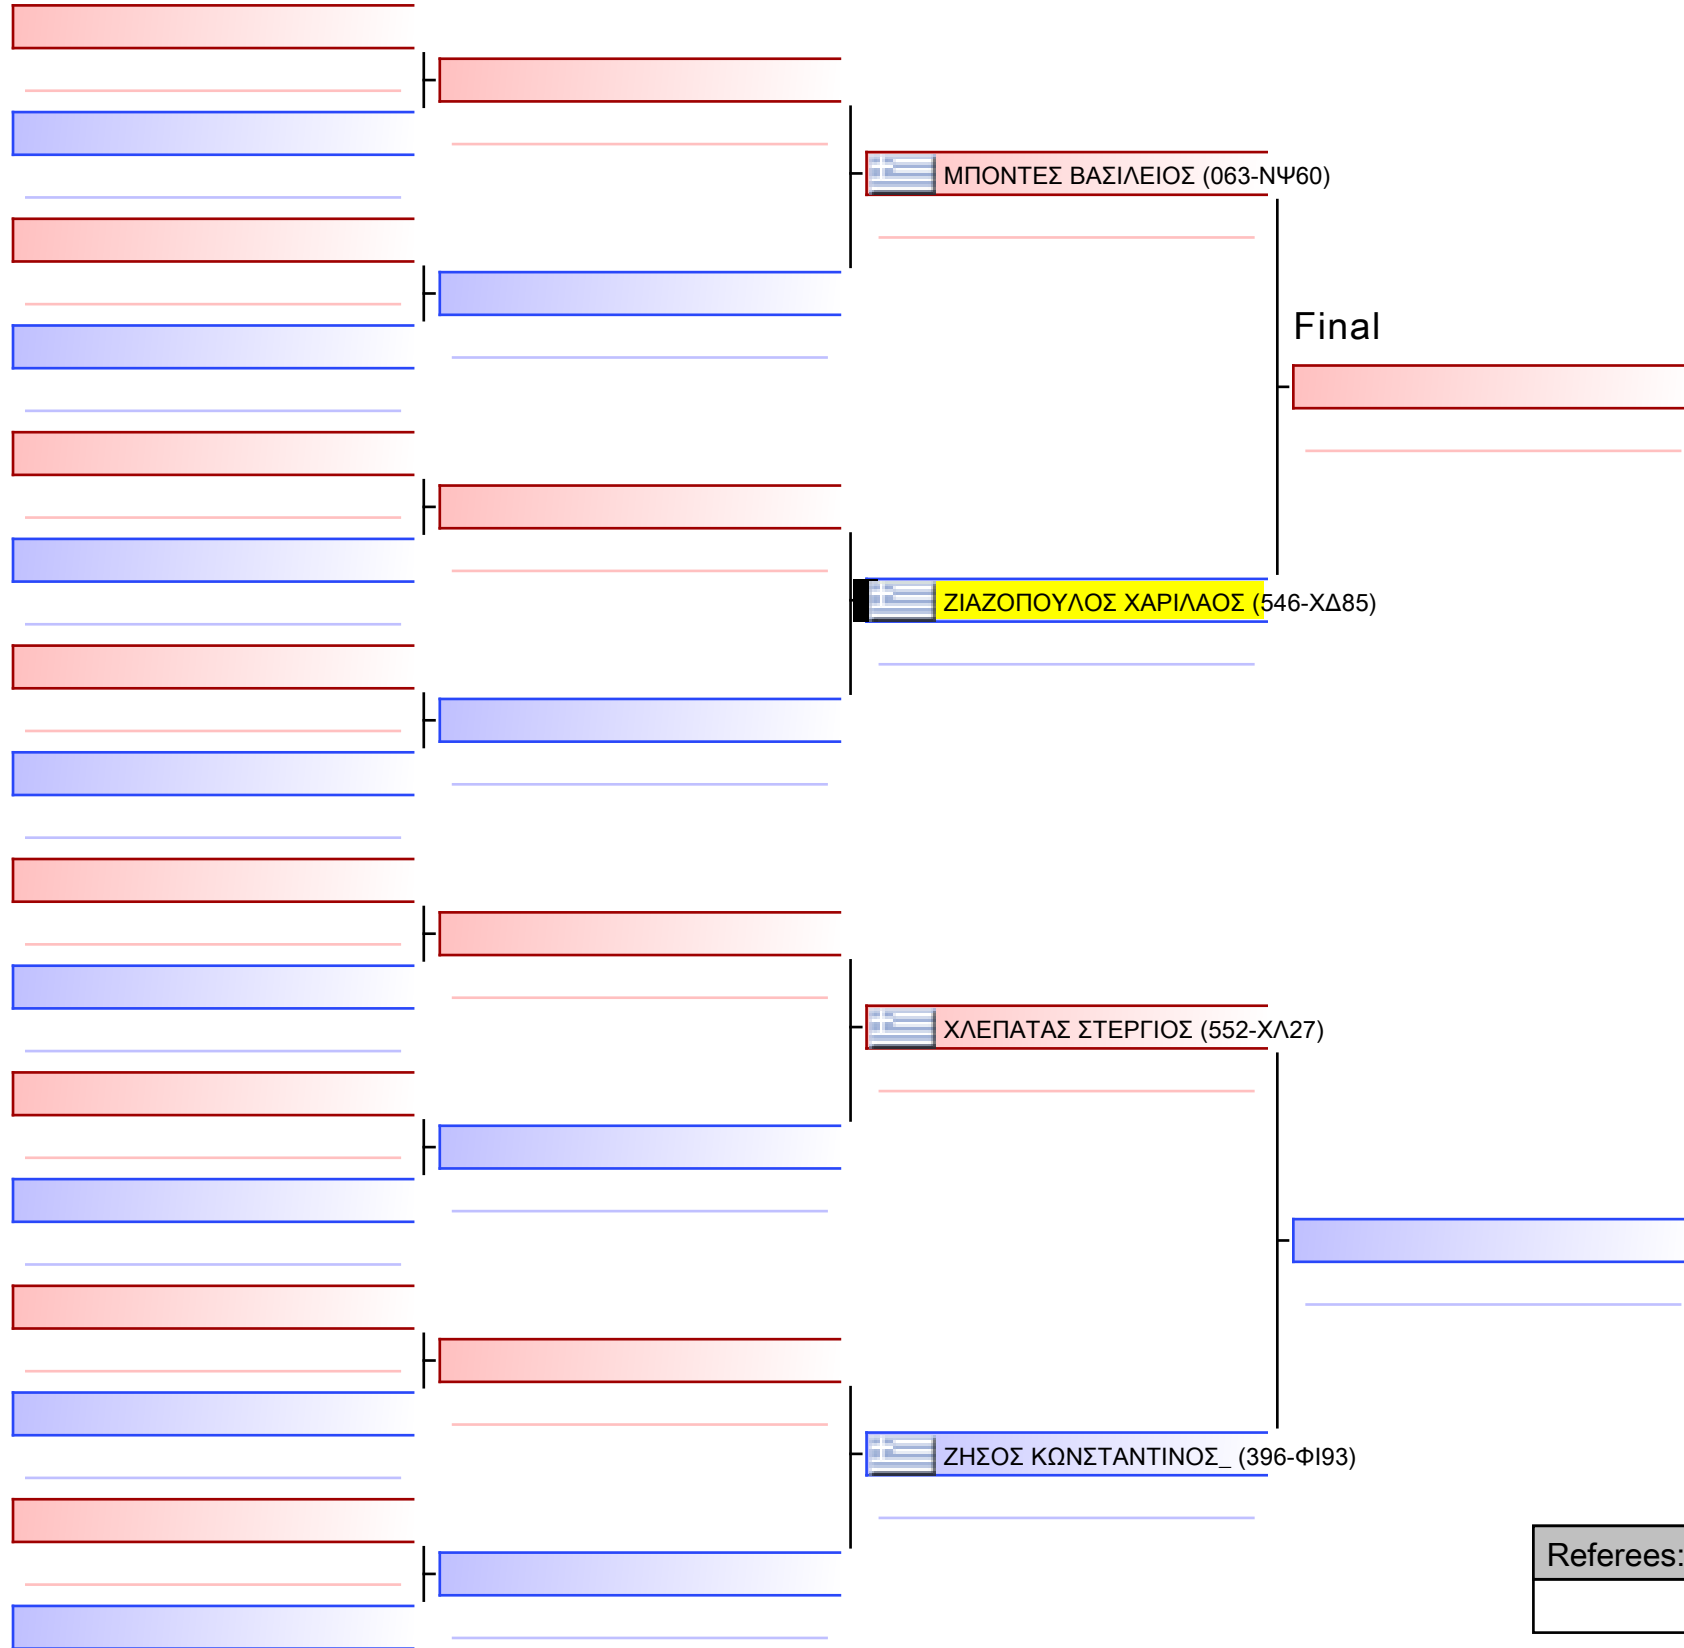 ΜΠΟΝΤΕΣ ΒΑΣΙΛΕΙΟΣ (063-ΝΨ60)
Final
ΖΙΑΖΟΠΟΥΛΟΣ ΧΑΡΙΛΑΟΣ (546-ΧΔ85)
ΧΛΕΠΑΤΑΣ ΣΤΕΡΓΙΟΣ (552-ΧΛ27)
ΖΗΣΟΣ ΚΩΝΣΤΑΝΤΙΝΟΣ_ (396-ΦΙ93)
Referees: